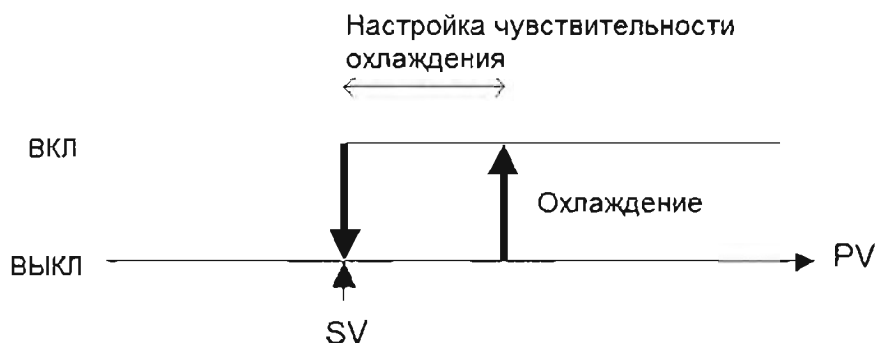 Настройка чувствительности
охлаждения
ВКЛ
Охлаждение
ВЫКЛ
PV
SV